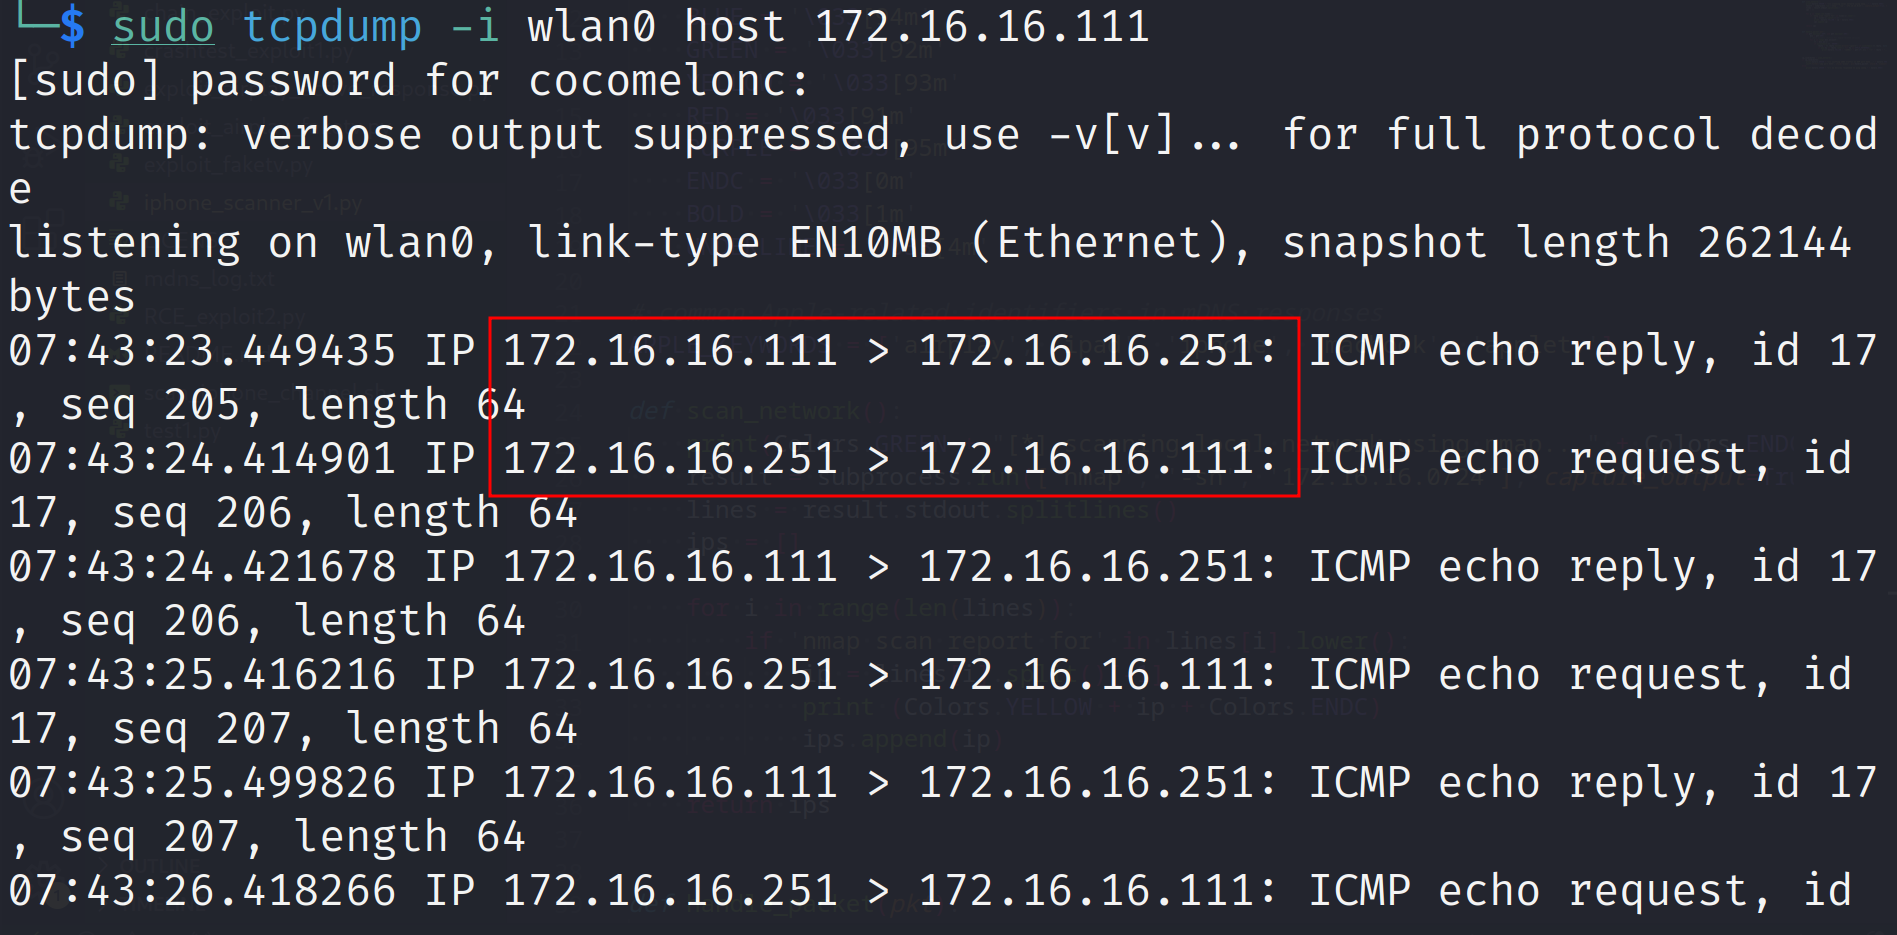 └─$ sudo tcpdump -i wlan0 host 172.16.16.111
[sudo] password for cocomelonc:
tcpdump: verbose output suppressed, use -v[v]... for full protocol decod
e
listening on wlan0, link-type EN10MB (Ethernet), snapshot length 262144
bytes
07:43:23.449435 IP 172.16.16.111 > 172.16.16.251: ICMP echo reply, id 17
, seq 205, length 64
07:43:24.414901 IP 172.16.16.251 > 172.16.16.111: ICMP echo request, id
17, seq 206, length 64
07:43:24.421678 IP 172.16.16.111 > 172.16.16.251: ICMP echo reply, id 17
, seq 206, length 64
07:43:25.416216 IP 172.16.16.251 > 172.16.16.111: ICMP echo request, id
17, seq 207, length 64
07:43:25.499826 IP 172.16.16.111 > 172.16.16.251: ICMP echo reply, id 17
, seq 207, length 64
07:43:26.418266 IP 172.16.16.251 > 172.16.16.111: ICMP echo request, id